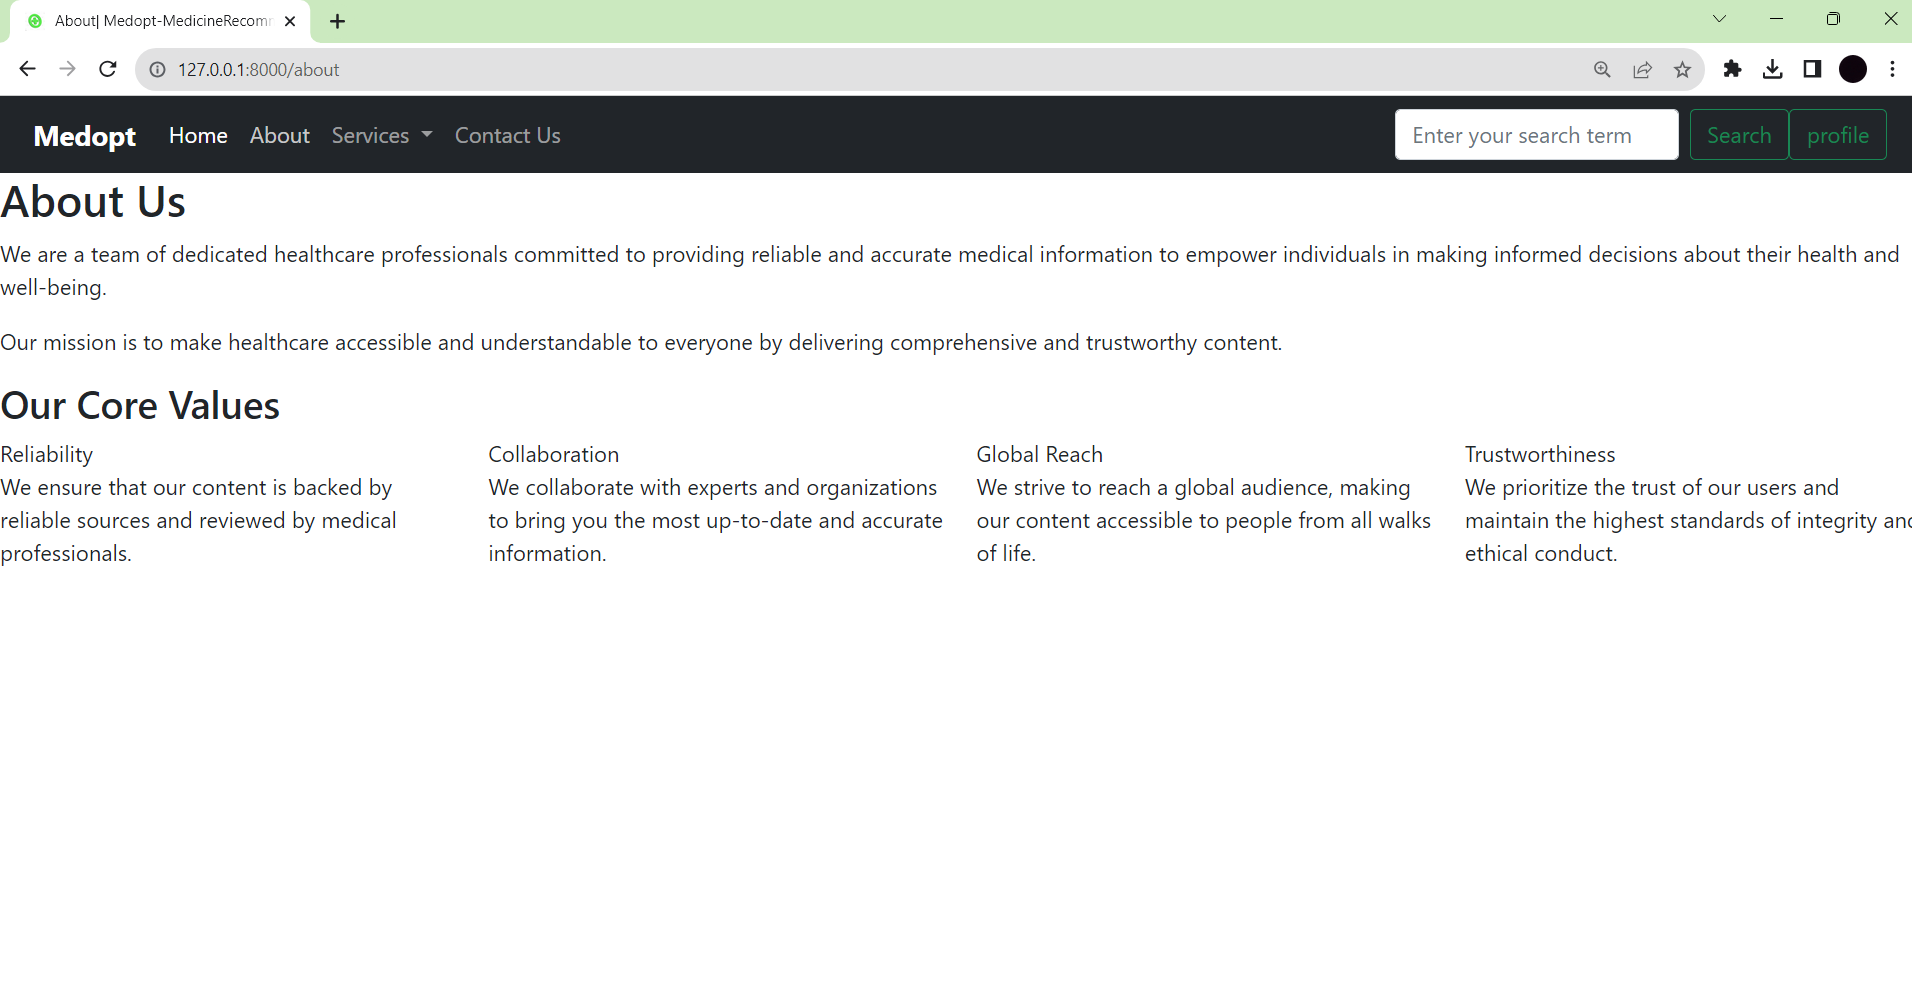 About| Medopt-MedicineRecom
127.0.0.1:8000/about
Medopt Home About Services Contact Us Enter your search term Search profile
About Us
We are a team of dedicated healthcare professionals committed to providing reliable and accurate medical information to empower individuals in making informed decisions about their health and
well-being.
Our mission is to make healthcare accessible and understandable to everyone by delivering comprehensive and trustworthy content.
Our Core Values
Reliability
We ensure that our content is backed by
reliable sources and reviewed by medical
professionals.
Collaboration
We collaborate with experts and organizations
to bring you the most up-to-date and accurate
information.
Global Reach
We strive to reach a global audience, making
our content accessible to people from all walks
of life.
Trustworthiness
We prioritize the trust of our users and
maintain the highest standards of integrity and
ethical conduct.